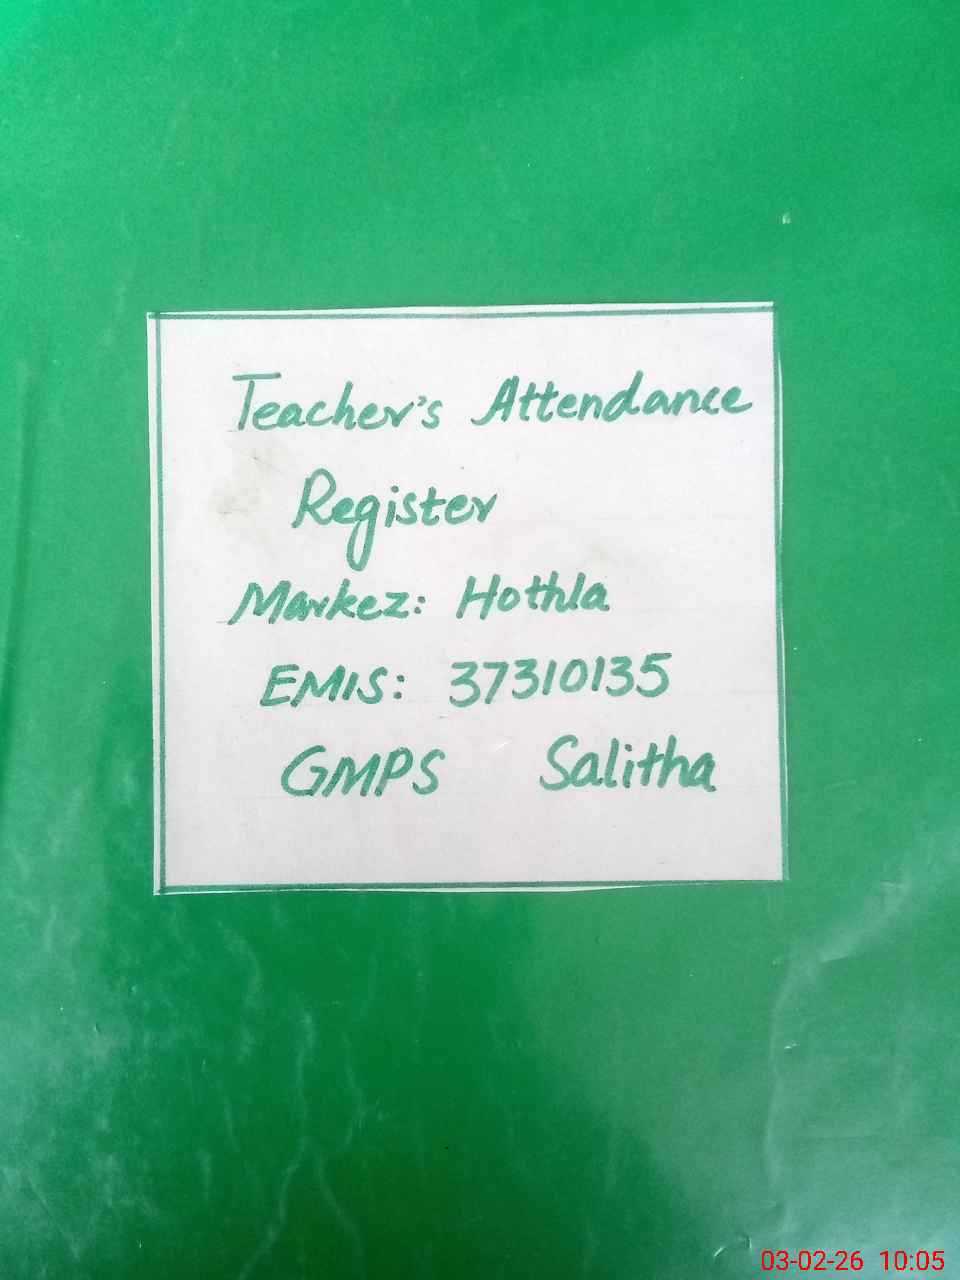 Teacher's Attendance
Register
Markez: Hothla
EMIS: 37310135
GMPS Salitha
03-02-26 10:05